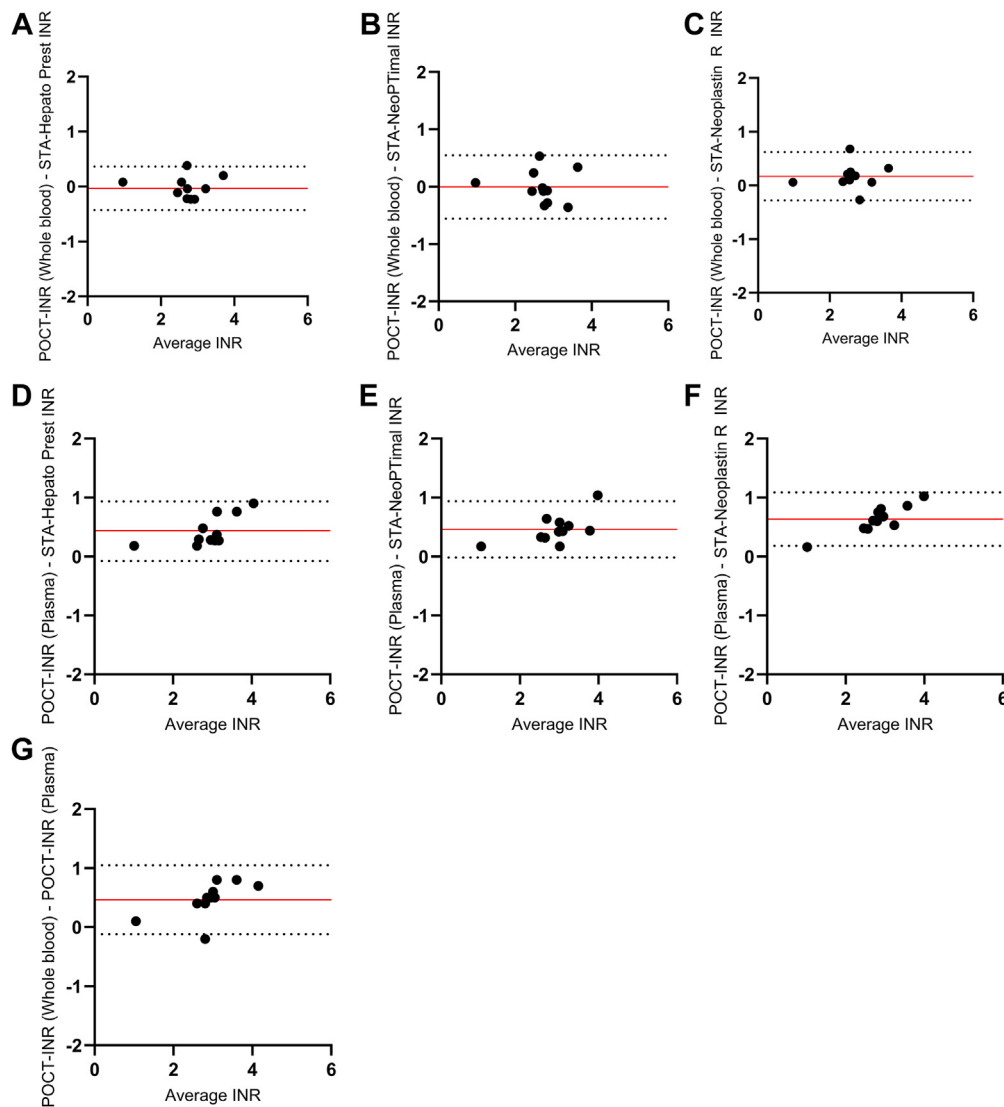 A
POCT-INR (Whole blood) - STA-Hepato Prest INR
2
1
0
-1
-2
0 2 4 6
Average INR
B
POCT-INR (Whole blood) - STA-NeoPTimal INR
2
1
0
-1
-2
0 2 4 6
Average INR
C
POCT-INR (Whole blood) - STA-Neoplastin R INR
2
1
0
-1
-2
0 2 4 6
Average INR
D
POCT-INR (Plasma) - STA-Hepato Prest INR
2
1
0
-1
-2
0 2 4 6
Average INR
E
POCT-INR (Plasma) - STA-NeoPTimal INR
2
1
0
-1
-2
0 2 4 6
Average INR
F
POCT-INR (Plasma) - STA-Neoplastin R INR
2
1
0
-1
-2
0 2 4 6
Average INR
G
POCT-INR (Whole blood) - POCT-INR (Plasma)
2
1
0
-1
-2
0 2 4 6
Average INR